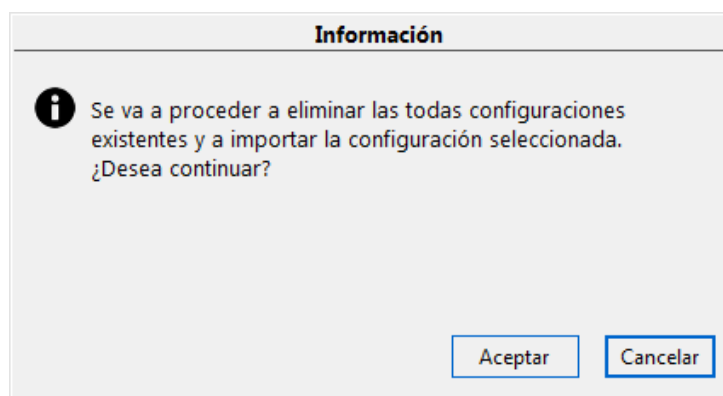 Información
Se va a proceder a eliminar las todas configuraciones
existentes y a importar la configuración seleccionada.
¿Desea continuar?
Aceptar
Cancelar